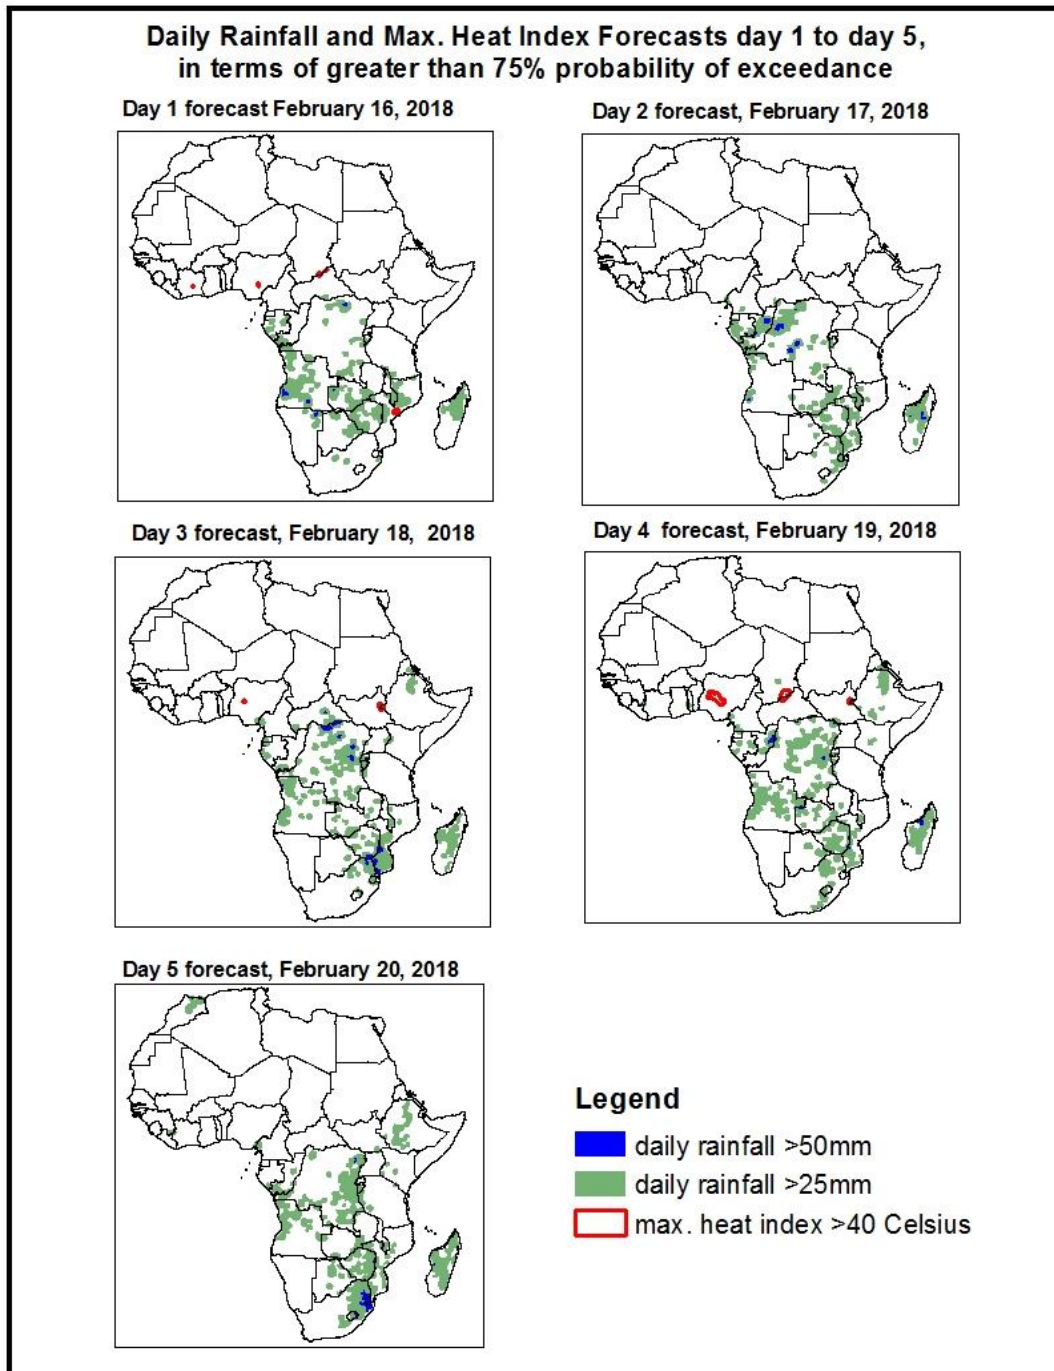 Daily Rainfall and Max. Heat Index Forecasts day 1 to day 5,
in terms of greater than 75% probability of exceedance
Day 1 forecast February 16, 2018
Day 2 forecast, February 17, 2018
Day 3 forecast, February 18, 2018
Day 4 forecast, February 19, 2018
Day 5 forecast, February 20, 2018
Legend
daily rainfall >50mm
daily rainfall >25mm
max. heat index >40 Celsius